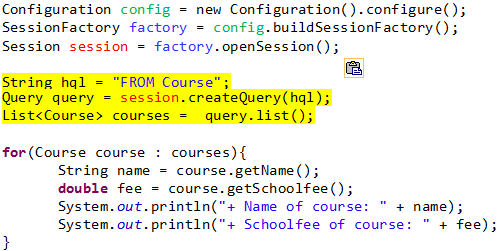 Configuration config = new Configuration().configure();
SessionFactory factory = config.buildSessionFactory();
Session session = factory.openSession();
String hql = "FROM Course";
Query query = session.createQuery(hql);
List<Course> courses =  query.list();
for(Course course : courses){
String name = course.getName();
double fee = course.getSchoolfee();
System.out.println("+ Name of course: " + name);
System.out.println("+ Schoolfee of course: " + fee);
}